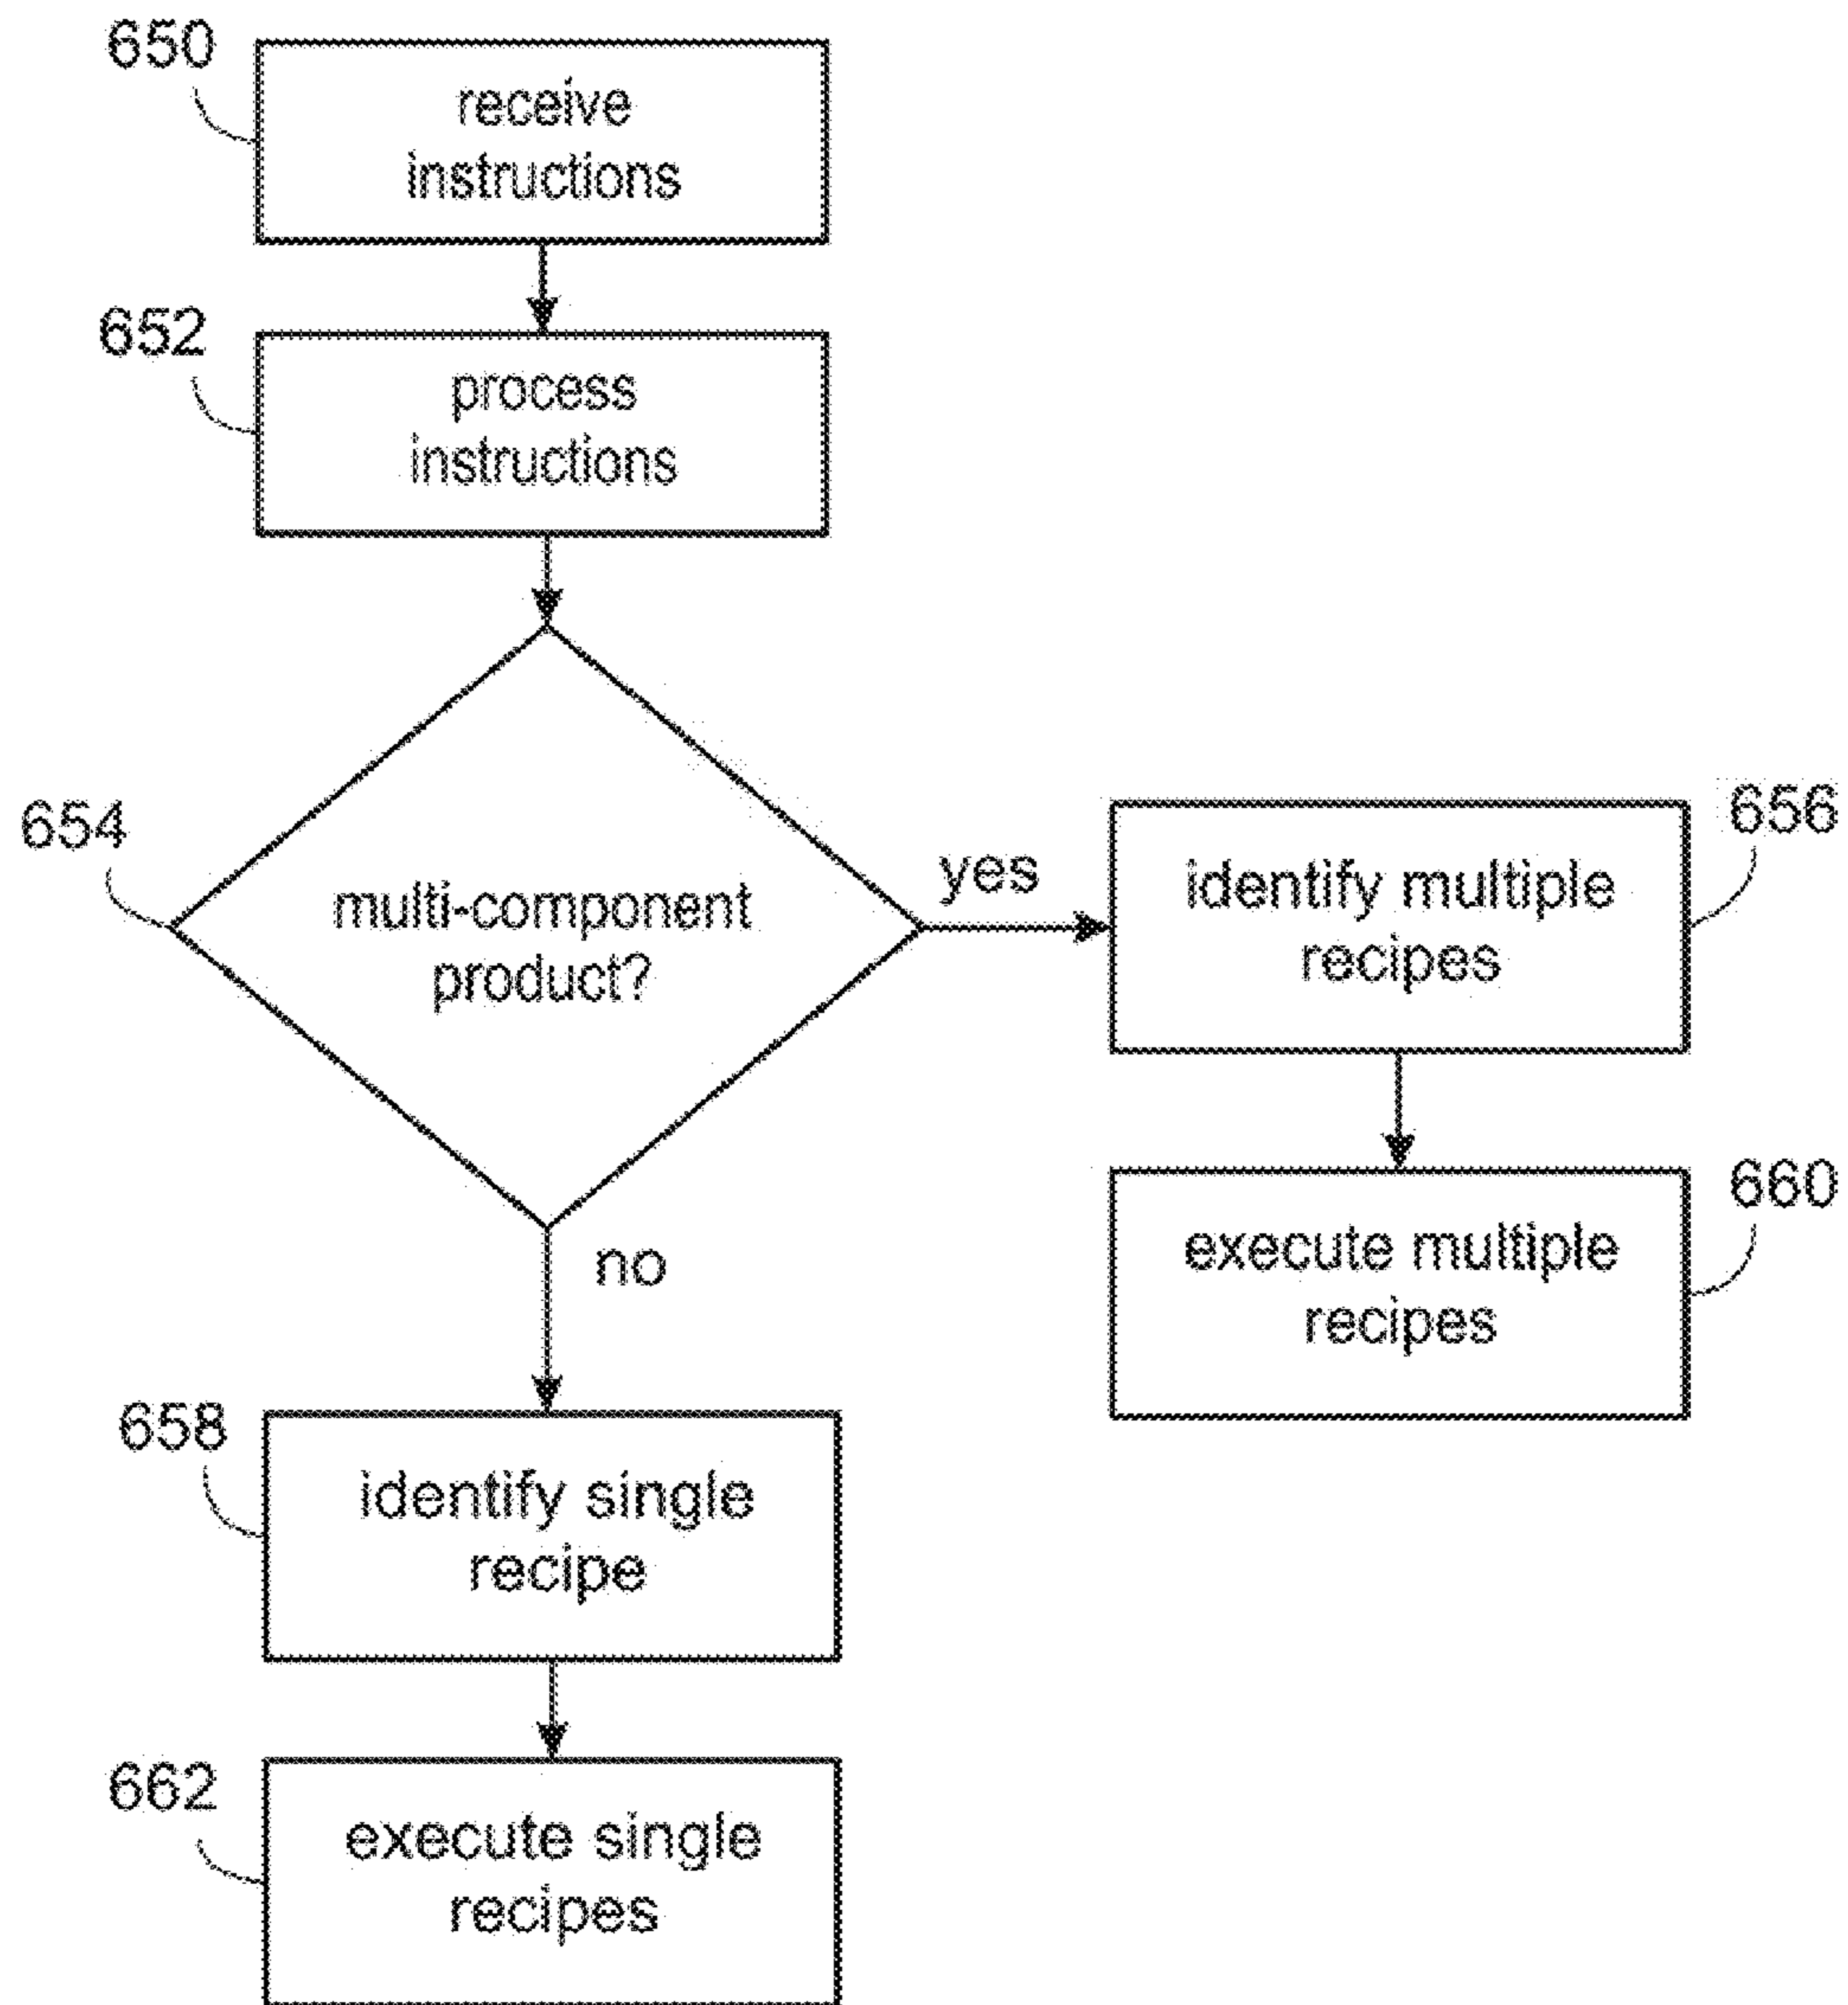 650
receive
instructions
652
process
instructions
654
multi-component
product?
yes
656
identify multiple
recipes
660
execute multiple
recipes
no
658
identify single
recipe
662
execute single
recipes